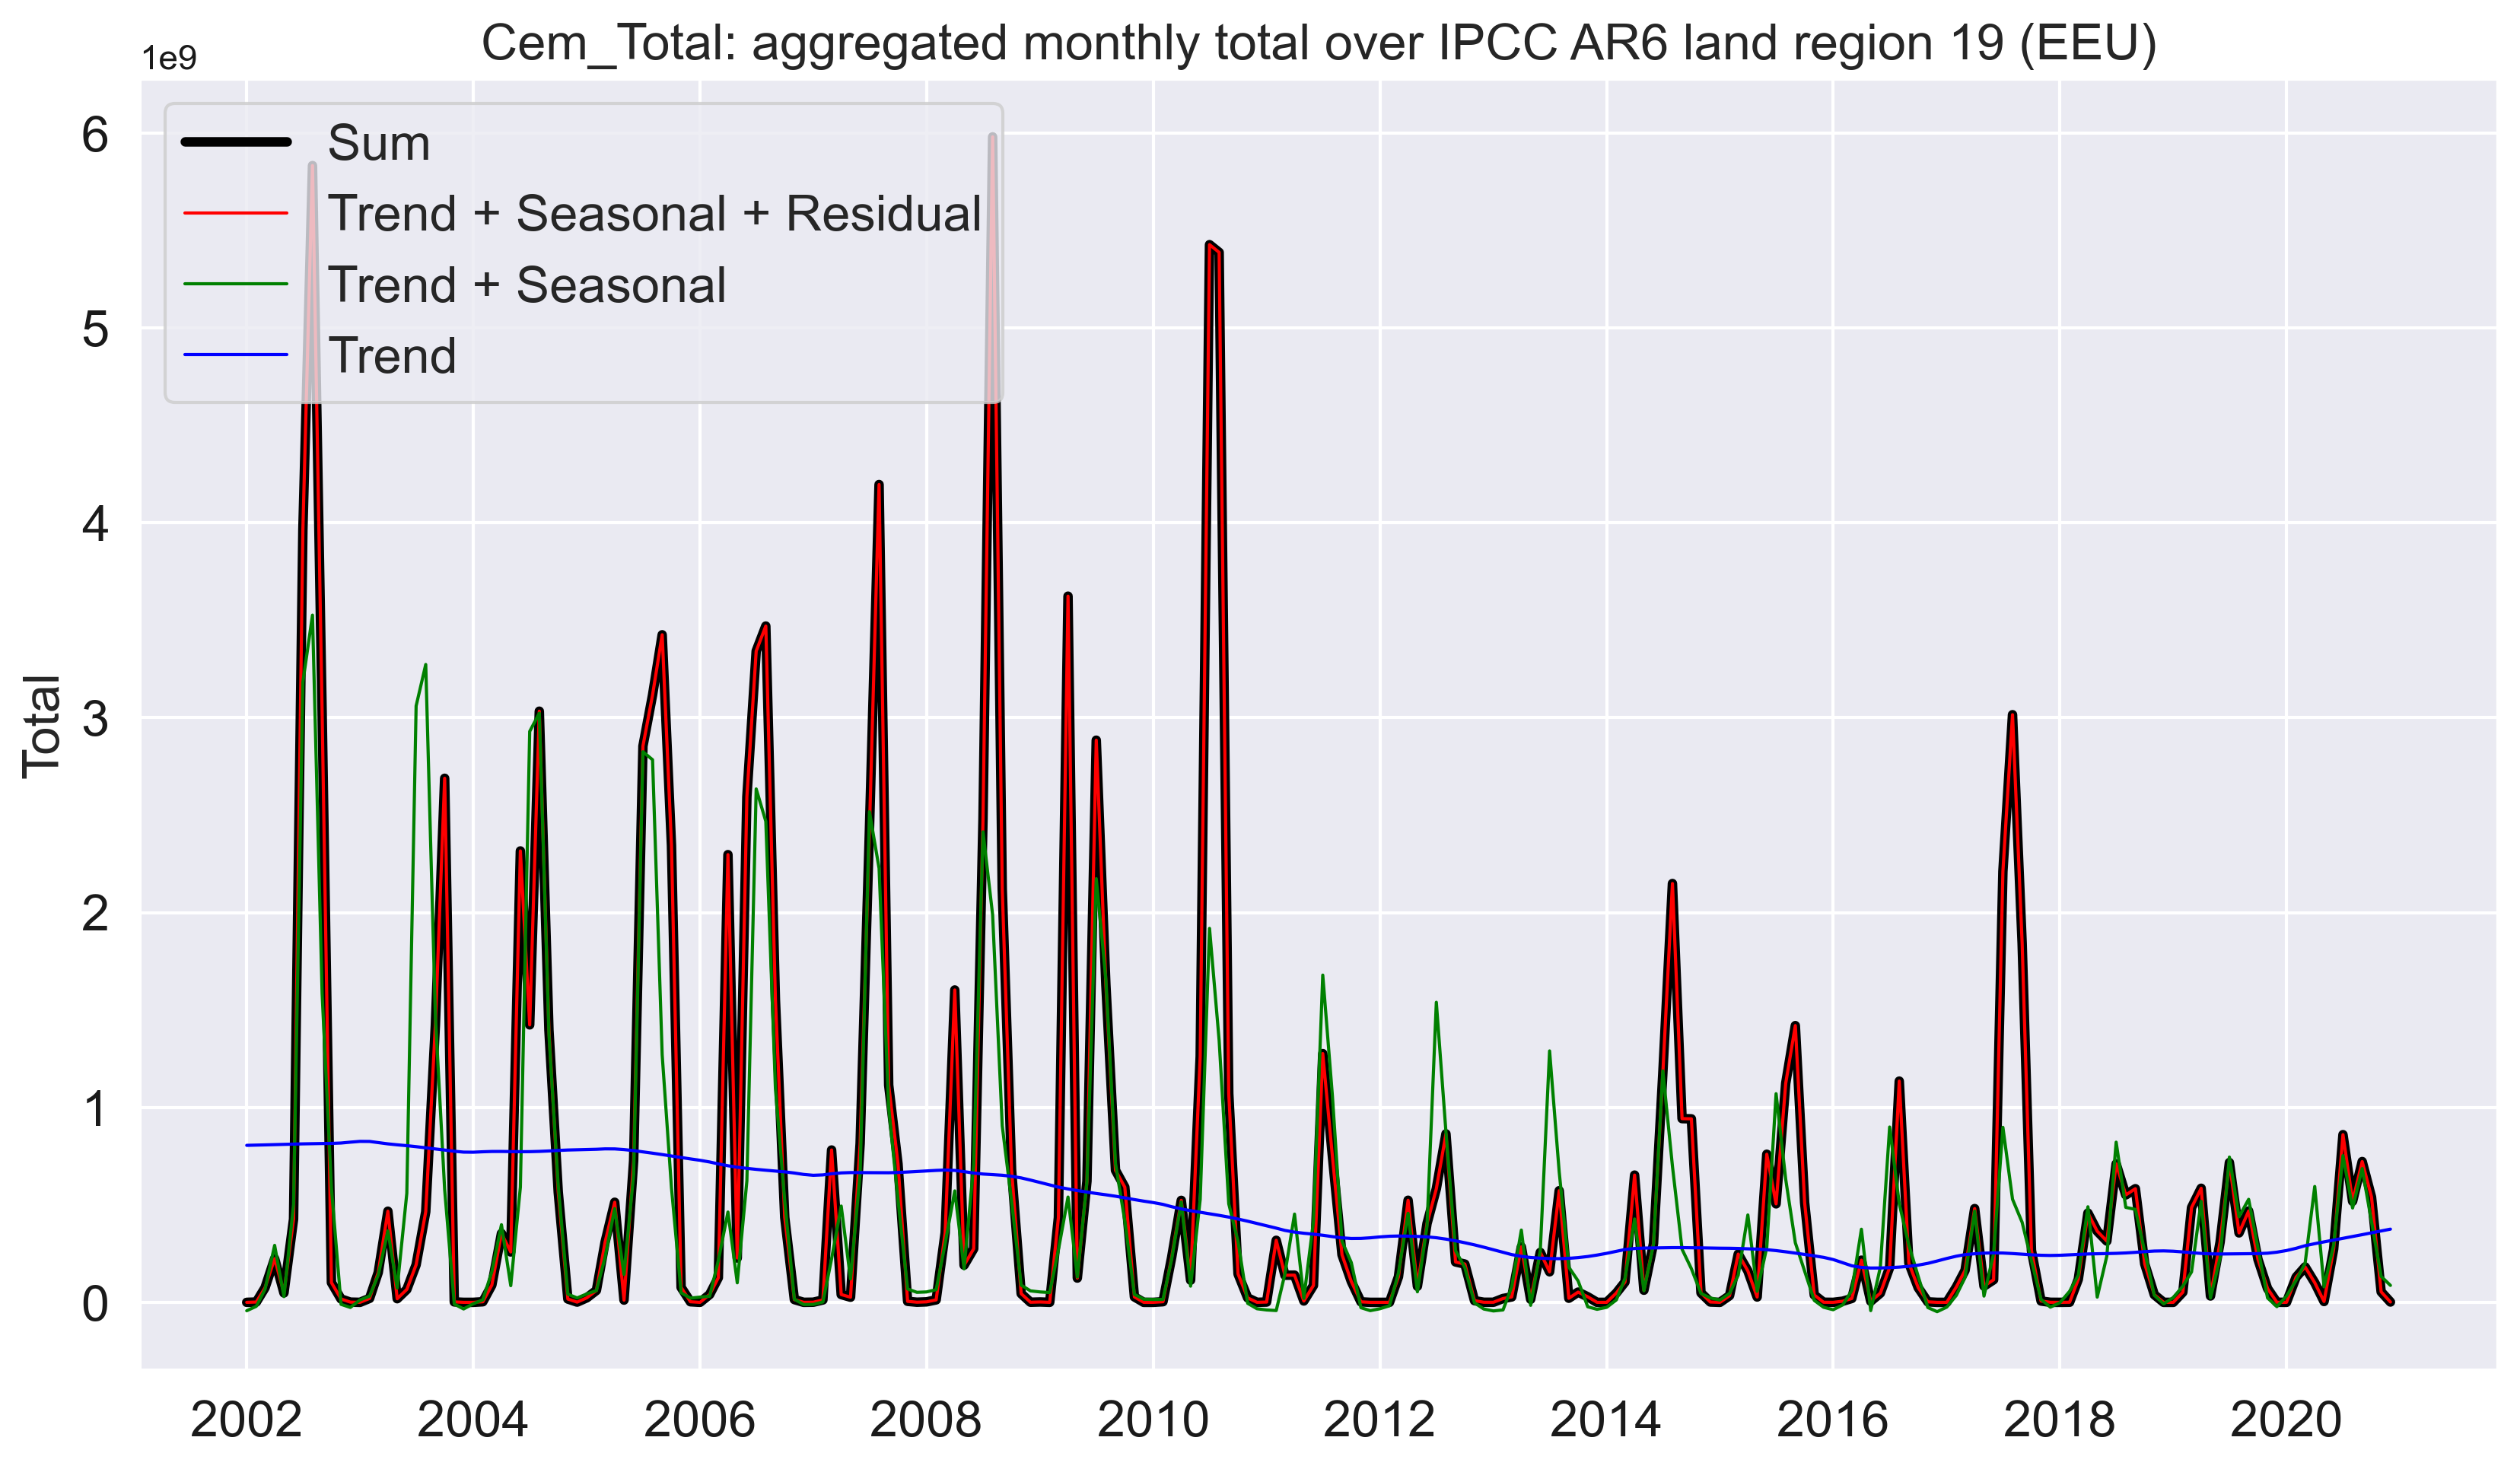 Cem_Total: aggregated monthly total over IPCC AR6 land region 19 (EEU)
1e9
Sum
Trend + Seasonal + Residual
Trend + Seasonal
Trend
Total
6
5
4
3
2
1
0
2002 2004 2006 2008 2010 2012 2014 2016 2018 2020